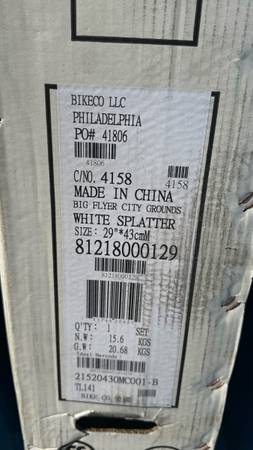 BIKECO LLC
PHILADELPHIA
PO# 41806
41806
C/NO. 4158
4158
MADE IN CHINA
BIG FLYER CITY GROUNDS
WHITE SPLATTER
SIZE: 29"*43cmM
81218000129
81218000129
Q'TY: 1 SET
N.W: 15.6 KGS
G.W: 20.68 KGS
21520430MC001-B
TL141